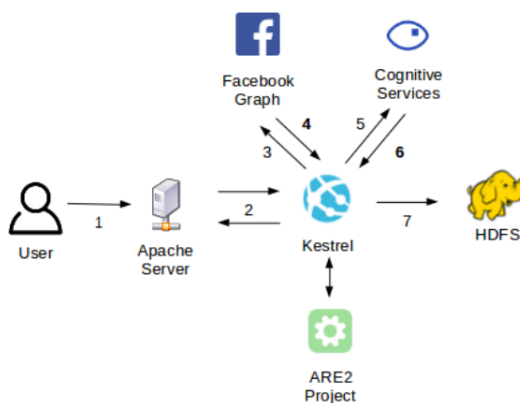 Facebook
Graph
Cognitive
Services
4
5
3
6
1
2
7
User
Apache
Server
Kestrel
HDFS
ARE2
Project